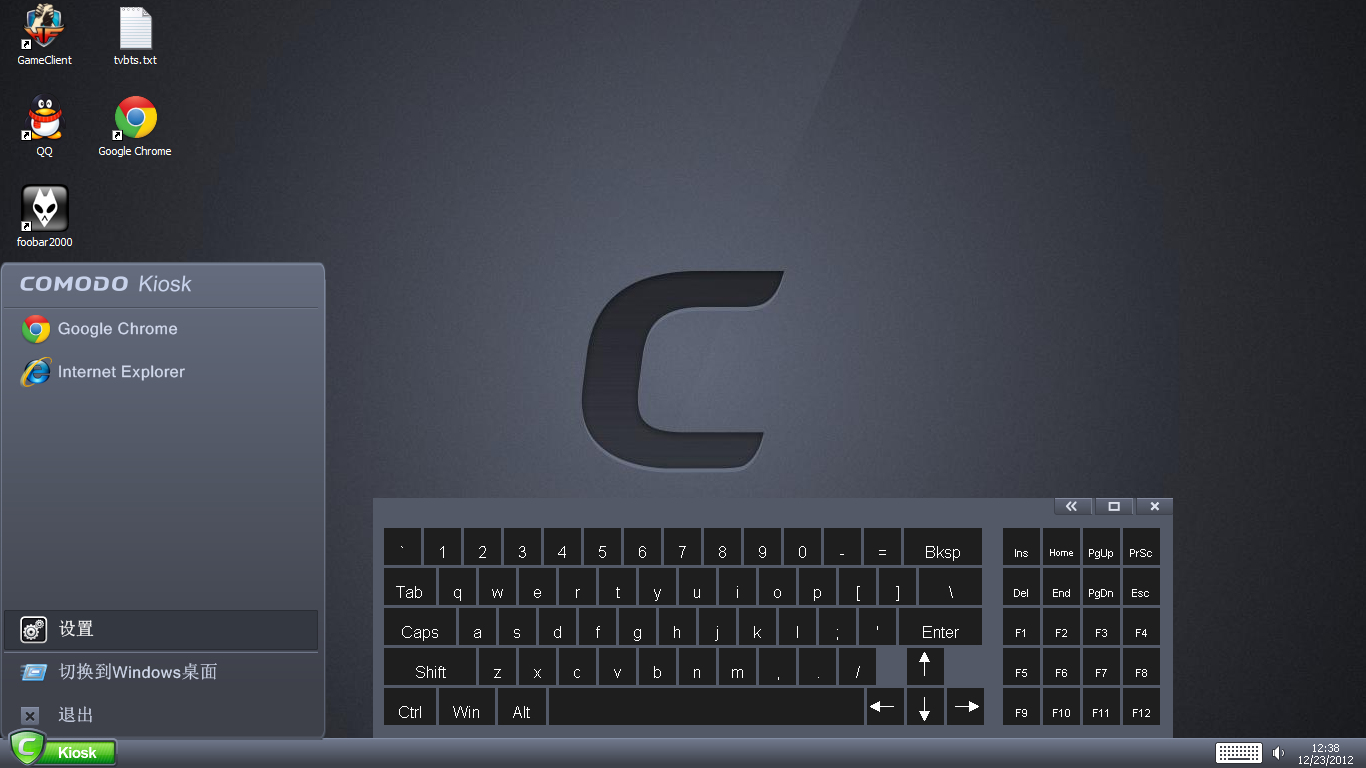 GameClient
tvbts.txt
QQ
Google Chrome
foobar2000
COMODO Kiosk
Google Chrome
Internet Explorer
设置
切换到Windows桌面
退出
Kiosk
` 1 2 3 4 5 6 7 8 9 0 - = Bksp
Tab q w e r t y u i o p [ ] \
Caps a s d f g h j k l ; ' Enter
Shift z x c v b n m , . /
Ctrl Win Alt
Ins Home PgUp PrSc
Del End PgDn Esc
F1 F2 F3 F4
F5 F6 F7 F8
F9 F10 F11 F12
12:38
12/23/2012